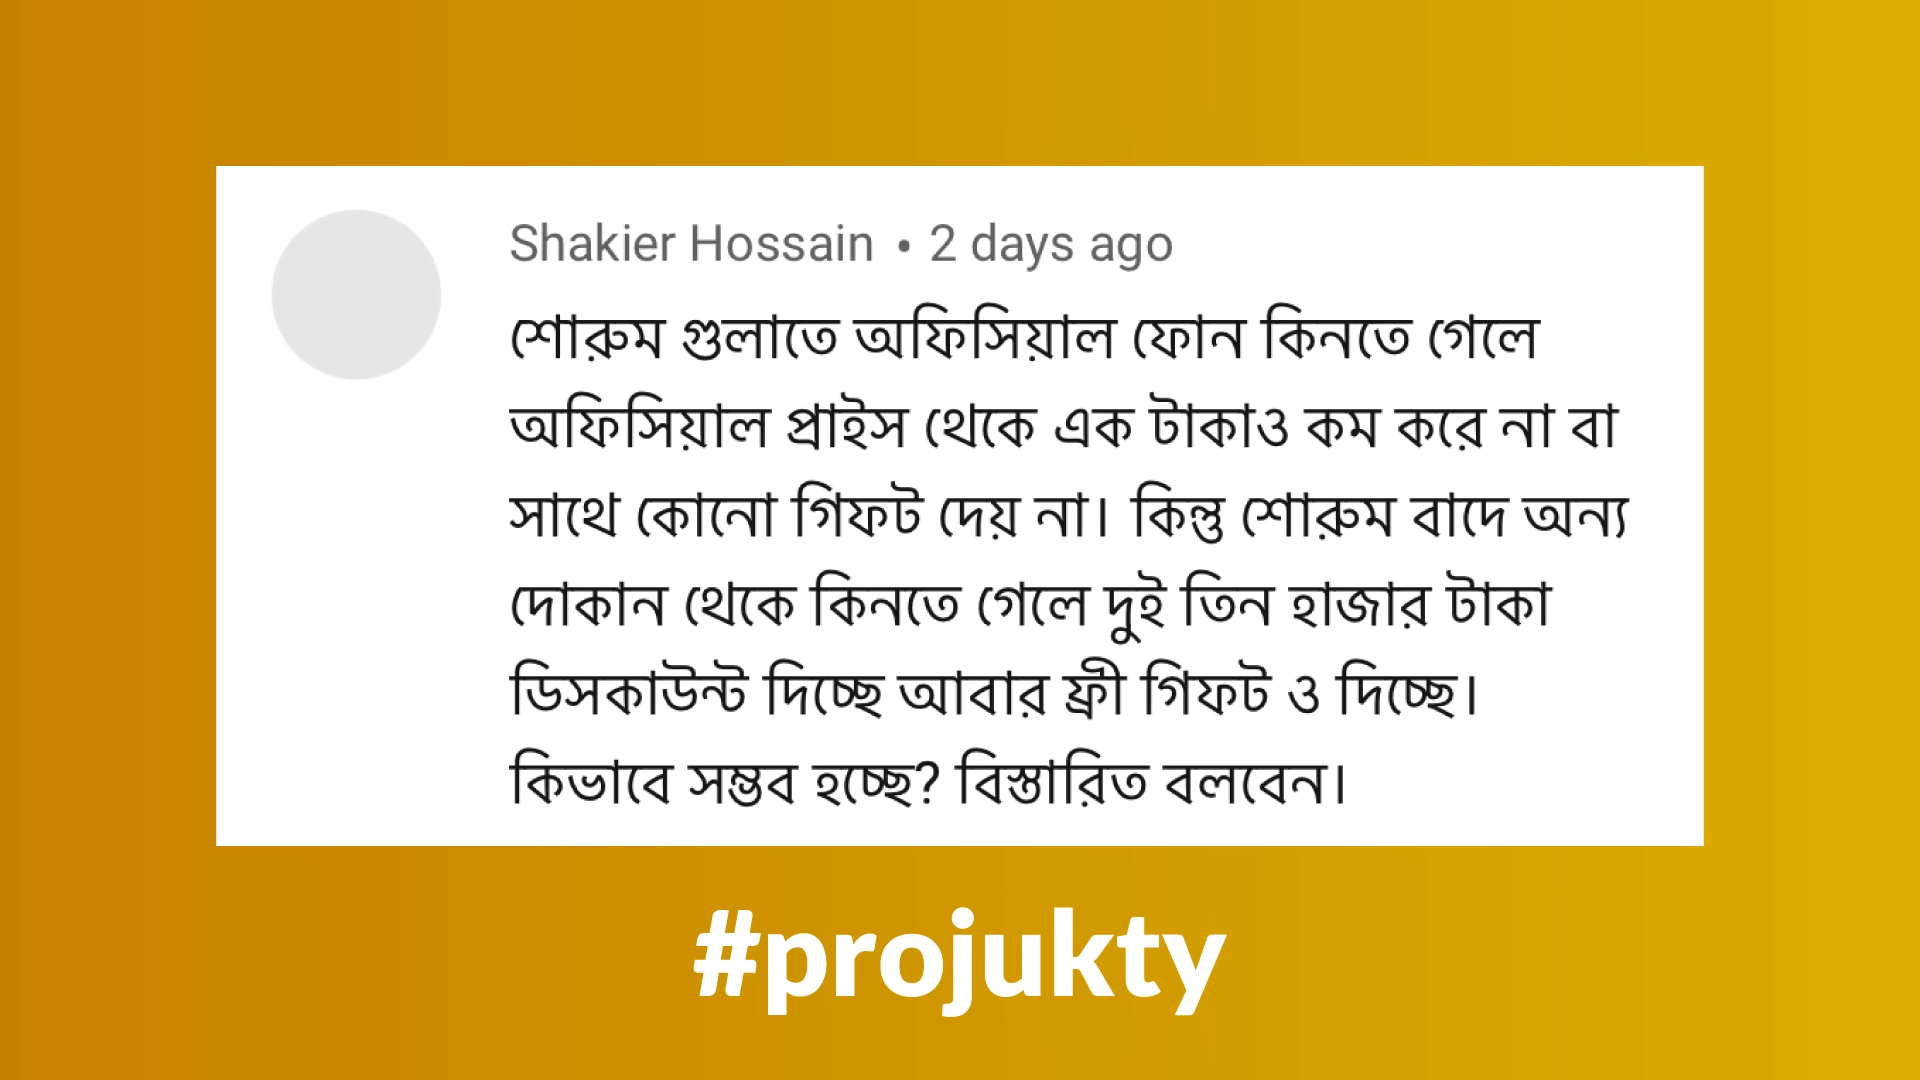 Shakier Hossain • 2 days ago
শোরুম গুলাতে অফিসিয়াল ফোন কিনতে গেলে
অফিসিয়াল প্রাইস থেকে এক টাকাও কম করে না বা
সাথে কোনো গিফট দেয় না। কিন্তু শোরুম বাদে অন্য
দোকান থেকে কিনতে গেলে দুই তিন হাজার টাকা
ডিসকাউন্ট দিচ্ছে আবার ফ্রী গিফট ও দিচ্ছে।
কিভাবে সম্ভব হচ্ছে? বিস্তারিত বলবেন।
#projukty